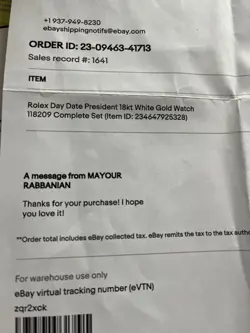 +1 937-949-8230
ebayshippingnotifs@ebay.com
ORDER ID: 23-09463-41713
Sales record #: 1641
ITEM
Rolex Day Date President 18kt White Gold Watch
118209 Complete Set (Item ID: 234647925328)
A message from MAYOUR
RABBANIAN
Thanks for your purchase! I hope
you love it!
**Order total includes eBay collected tax. eBay remits the tax to the tax
For warehouse use only
eBay virtual tracking number (eVTN)
zqr2xck